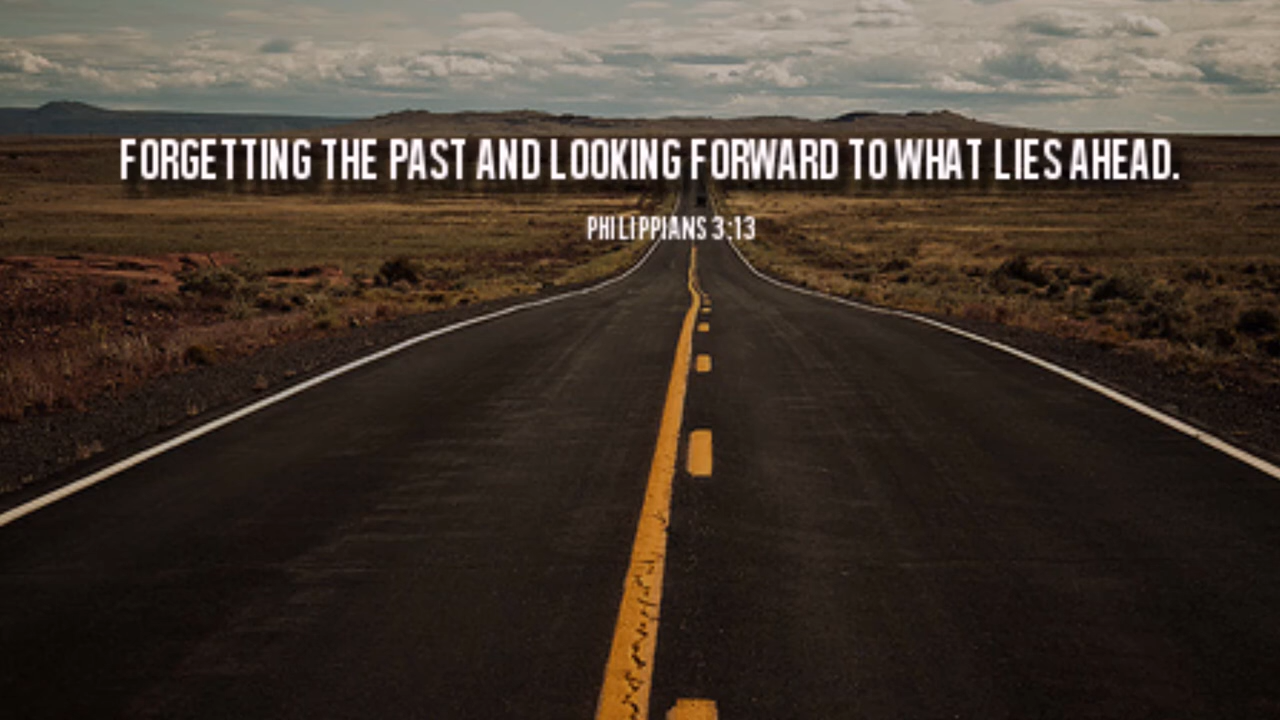 FORGETTING THE PAST AND LOOKING FORWARD TO WHAT LIES AHEAD.
PHILIPPIANS 3:13